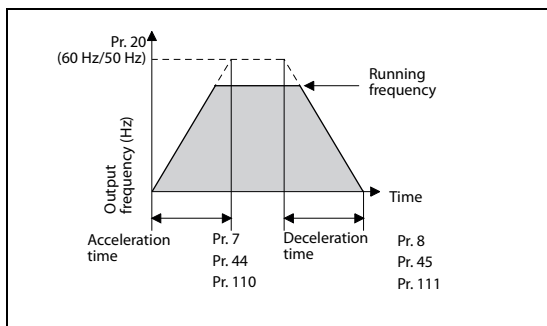 Pr. 20
(60 Hz/50 Hz)
Running
frequency
Output
frequency (Hz)
Time
Acceleration
time
Pr. 7
Pr. 44
Pr. 110
Deceleration
time
Pr. 8
Pr. 45
Pr. 111